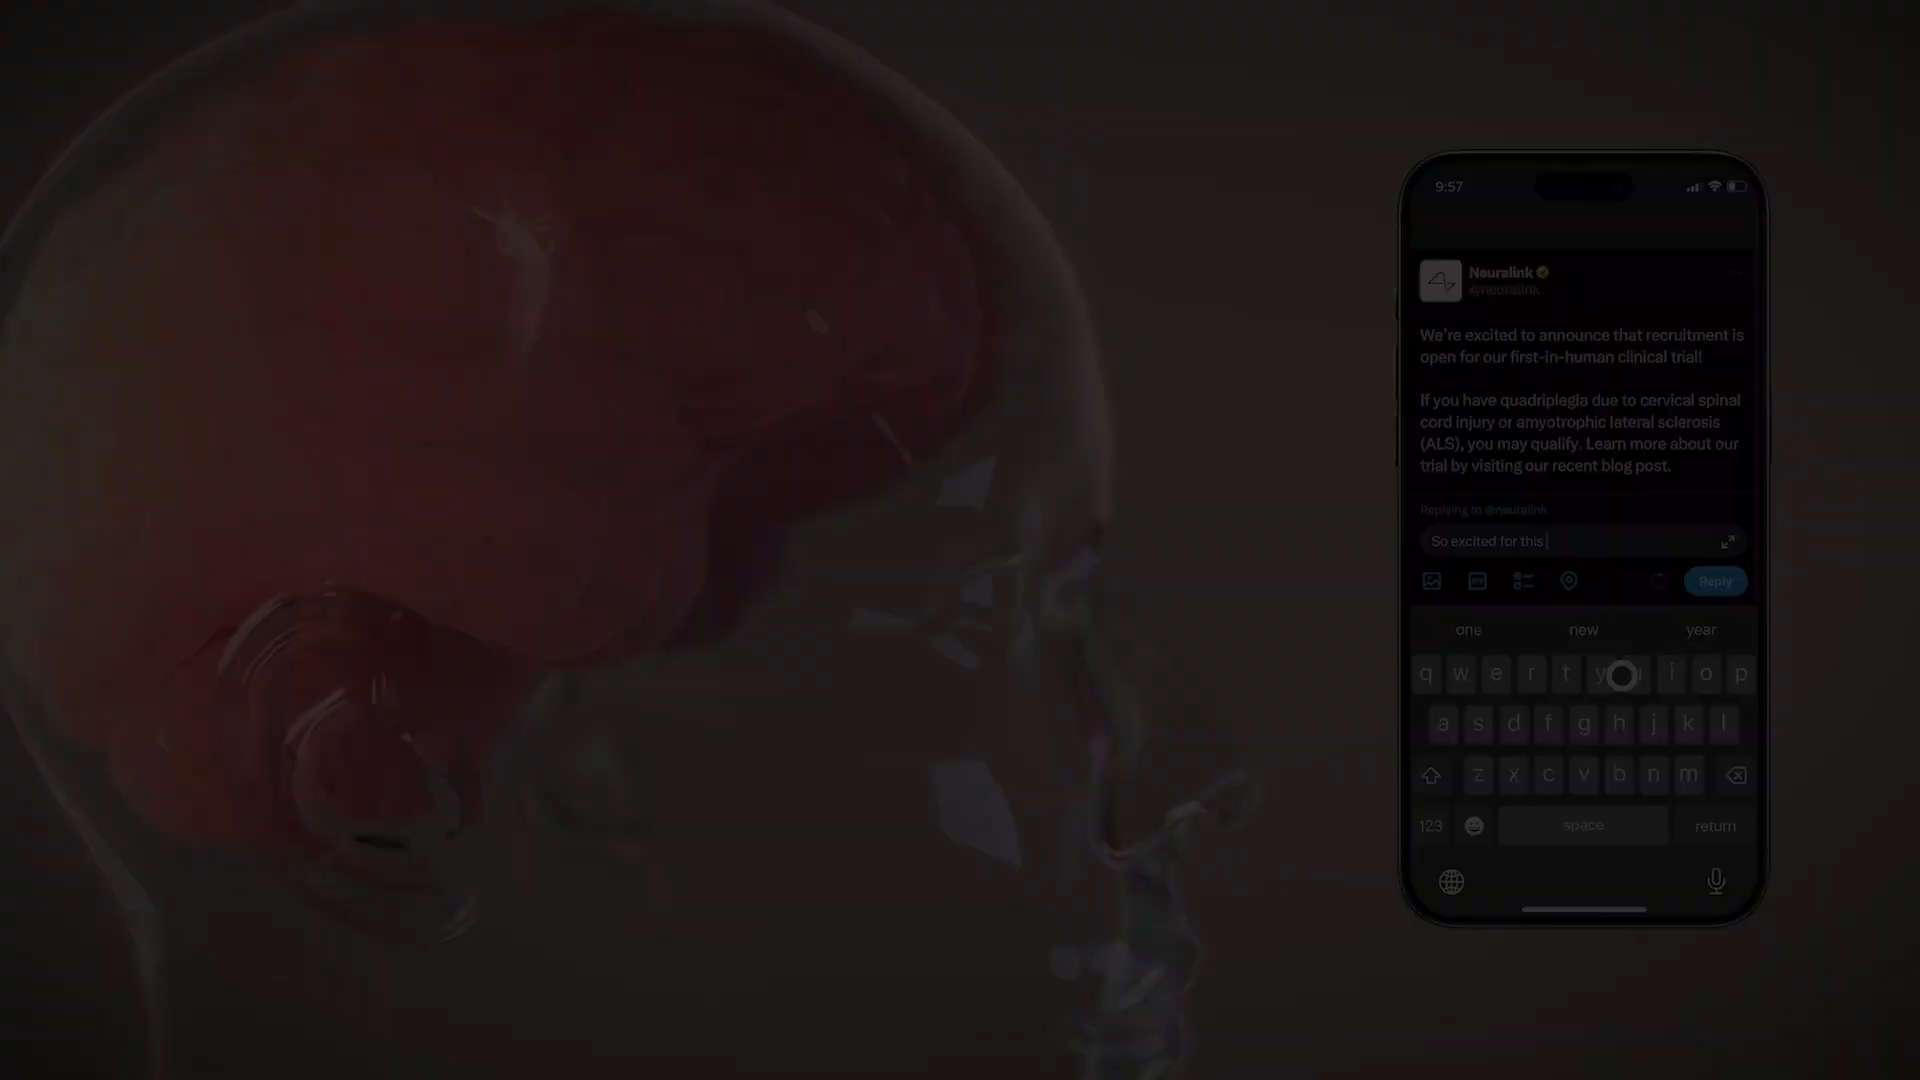 9:57
Neuralink
@neuralink
We're excited to announce that recruitment is
open for our first-in-human clinical trial!
If you have quadriplegia due to cervical spinal
cord injury or amyotrophic lateral sclerosis
(ALS), you may qualify. Learn more about our
trial by visiting our recent blog post.
Replying to @neuralink
So excited for this
GIF
Reply
one new year
q w e r t y u i o p
a s d f g h j k l
z x c v b n m
123 space return